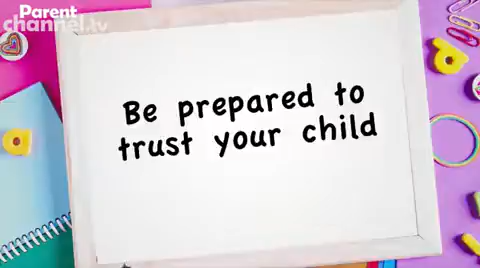 Parent
channel.tv
Be prepared to
trust your child
a